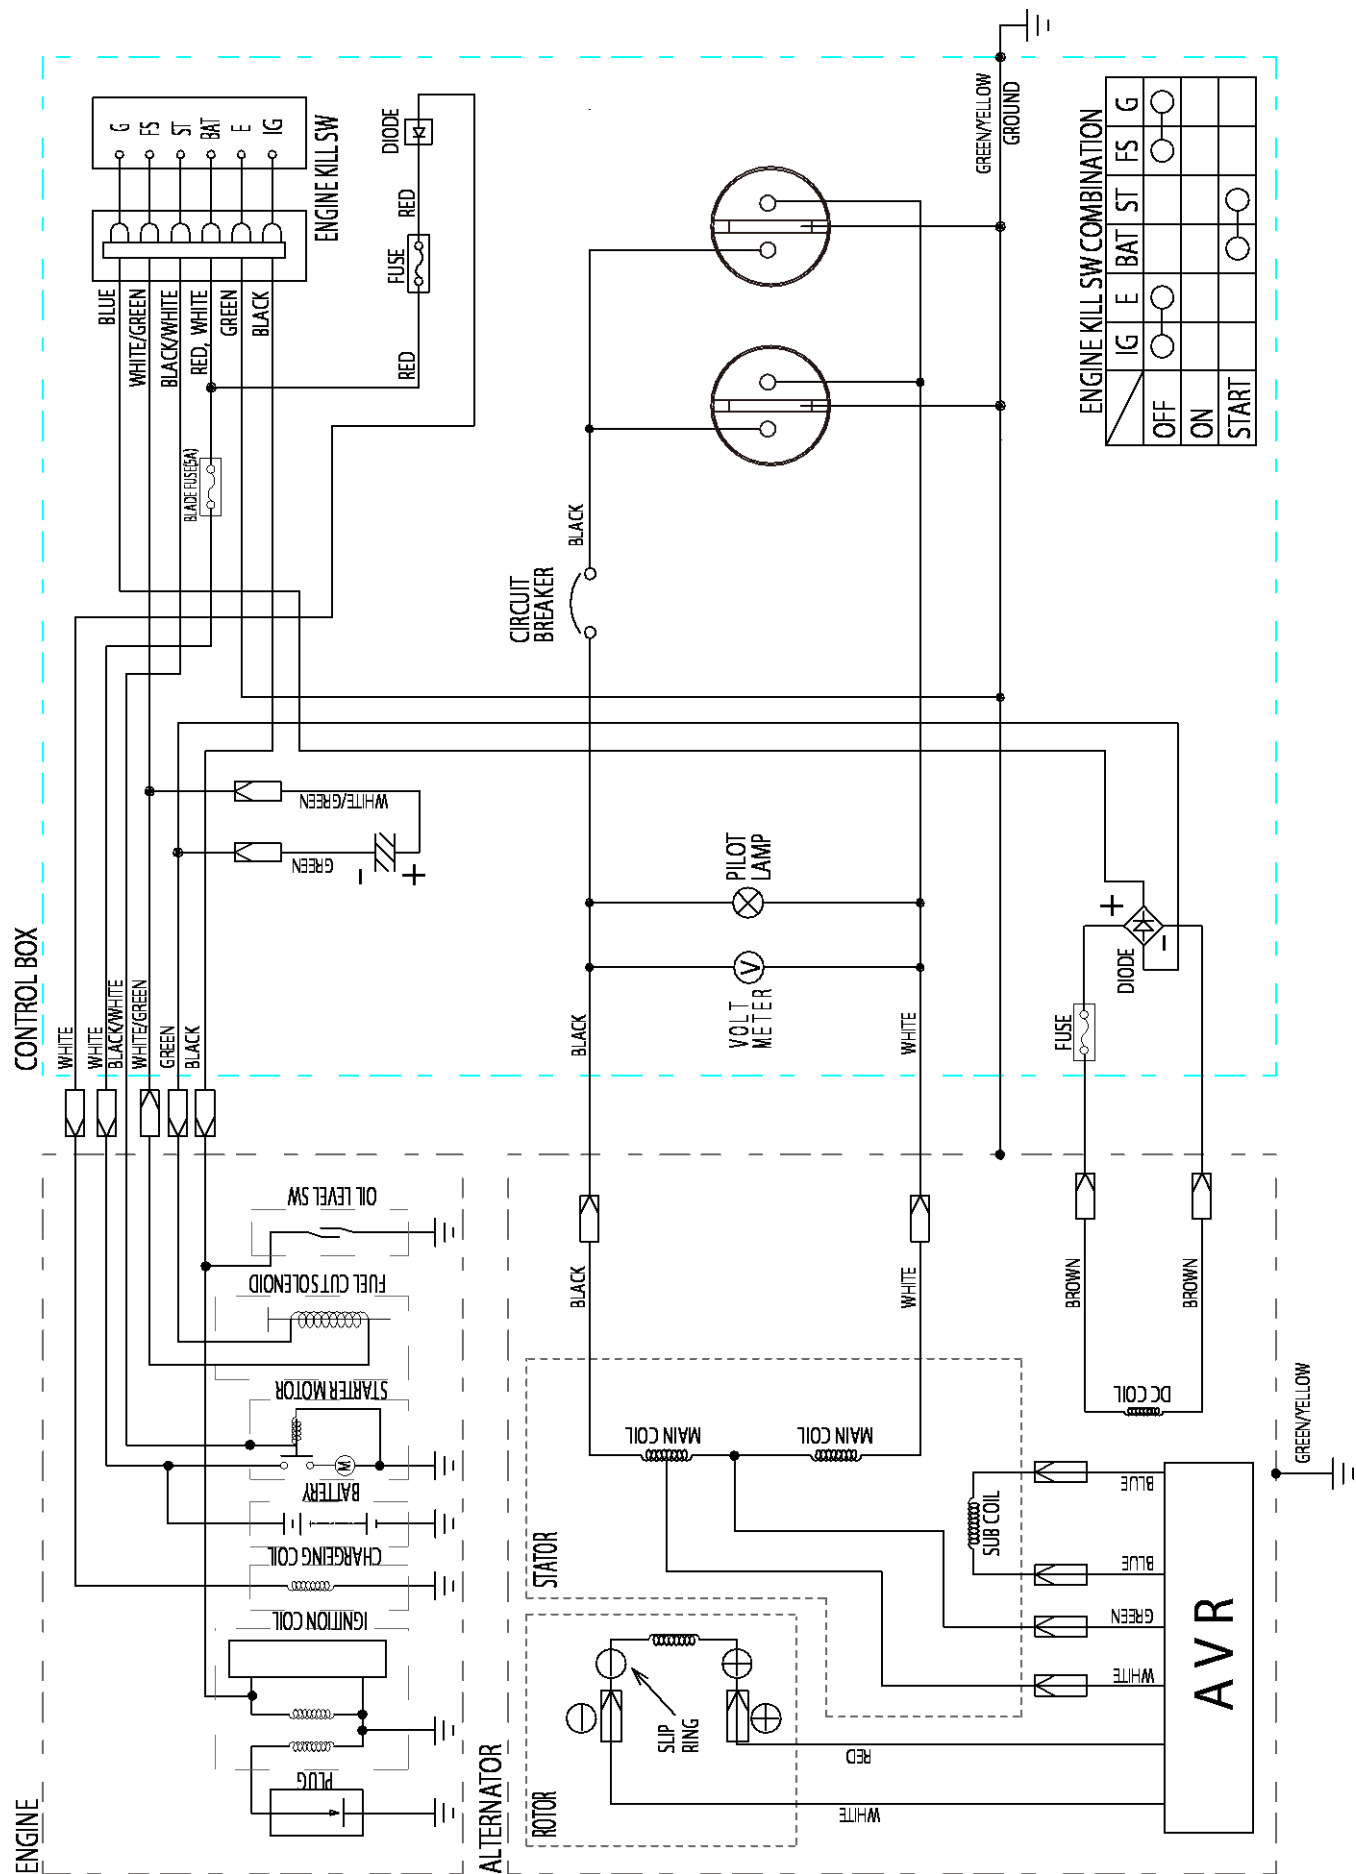 CONTROL BOX
G
FS
ST
BAT
E
IG
ENGINE KILL SW
BLUE
WHITE/GREEN
BLACK/WHITE
RED, WHITE
GREEN
BLACK
BLADE FUSE(5A)
DIODE
RED
FUSE
RED
GREEN/YELLOW
GROUND
ENGINE KILL SW COMBINATION
IG E BAT ST FS G
OFF
ON
START
BLACK
CIRCUIT
BREAKER
WHITE/GREEN
GREEN
- +
PILOT
LAMP
V
VOLT
METER
BLACK
WHITE
+
-
DIODE
FUSE
WHITE
WHITE
BLACK/WHITE
WHITE/GREEN
GREEN
BLACK
ENGINE
OIL LEVEL SW
FUEL CUT SOLENOID
STARTER MOTOR
M
BATTERY
CHARGEING COIL
IGNITION COIL
PLUG
ALTERNATOR
BLACK
WHITE
BROWN
BROWN
MAIN COIL
MAIN COIL
DC COIL
STATOR
SUB COIL
BLUE
BLUE
GREEN
WHITE
GREEN/YELLOW
ROTOR
SLIP
RING
RED
WHITE
AVR